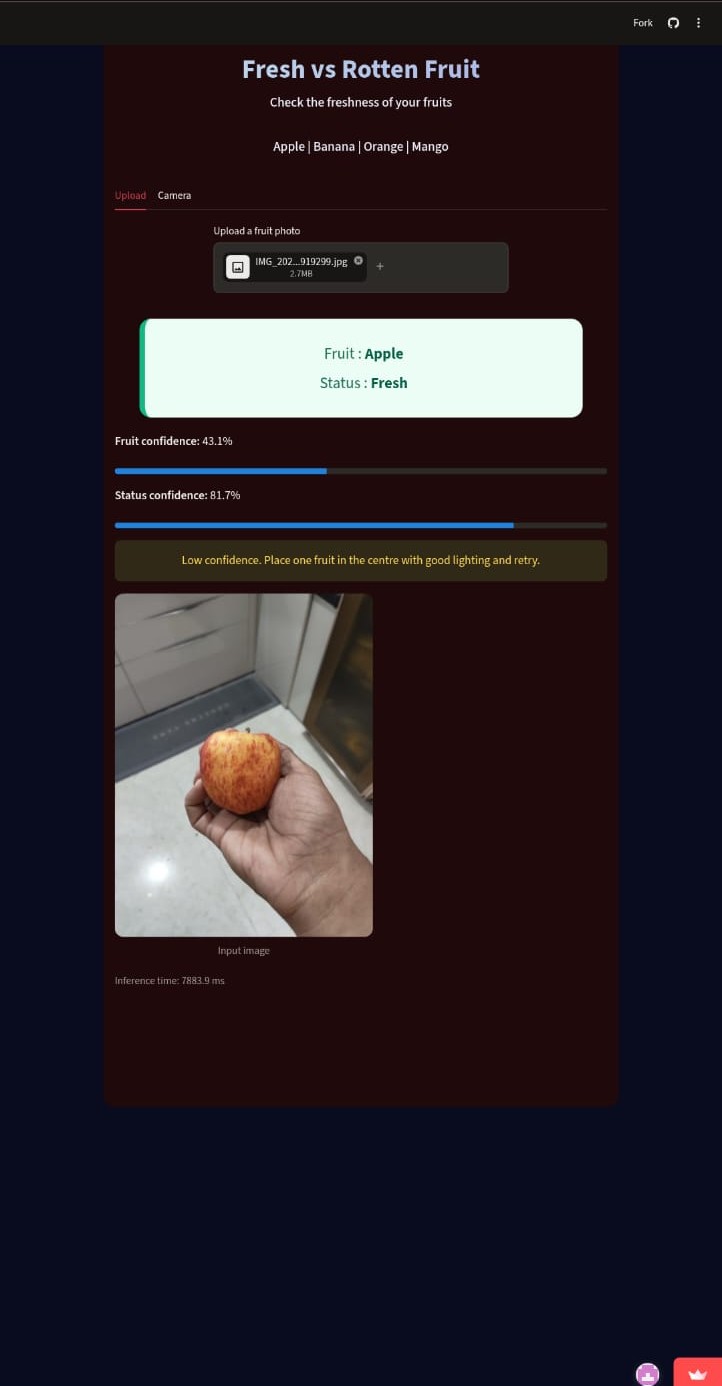 Fork
Fresh vs Rotten Fruit
Check the freshness of your fruits
Apple | Banana | Orange | Mango
Upload Camera
Upload a fruit photo
IMG_202...919299.jpg
2.7MB
Fruit : Apple
Status : Fresh
Fruit confidence: 43.1%
Status confidence: 81.7%
Low confidence. Place one fruit in the centre with good lighting and retry.
Input image
Inference time: 7883.9 ms